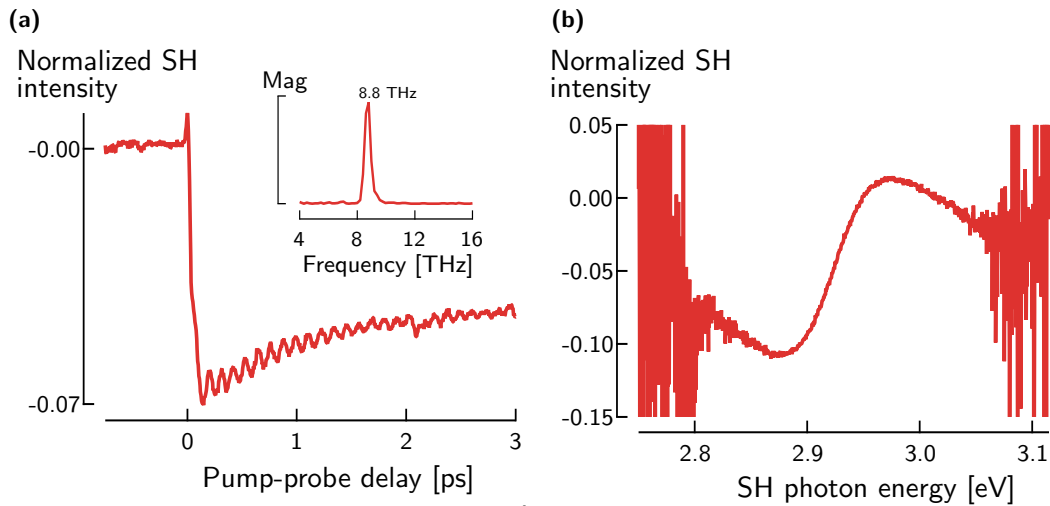 (a)
Normalized SH
intensity
-0.00
-0.07
0
1
2
3
Pump-probe delay [ps]
Mag
8.8 THz
4
8
12
16
Frequency [THz]
(b)
Normalized SH
intensity
0.05
0.00
-0.05
-0.10
-0.15
2.8
2.9
3.0
3.1
SH photon energy [eV]